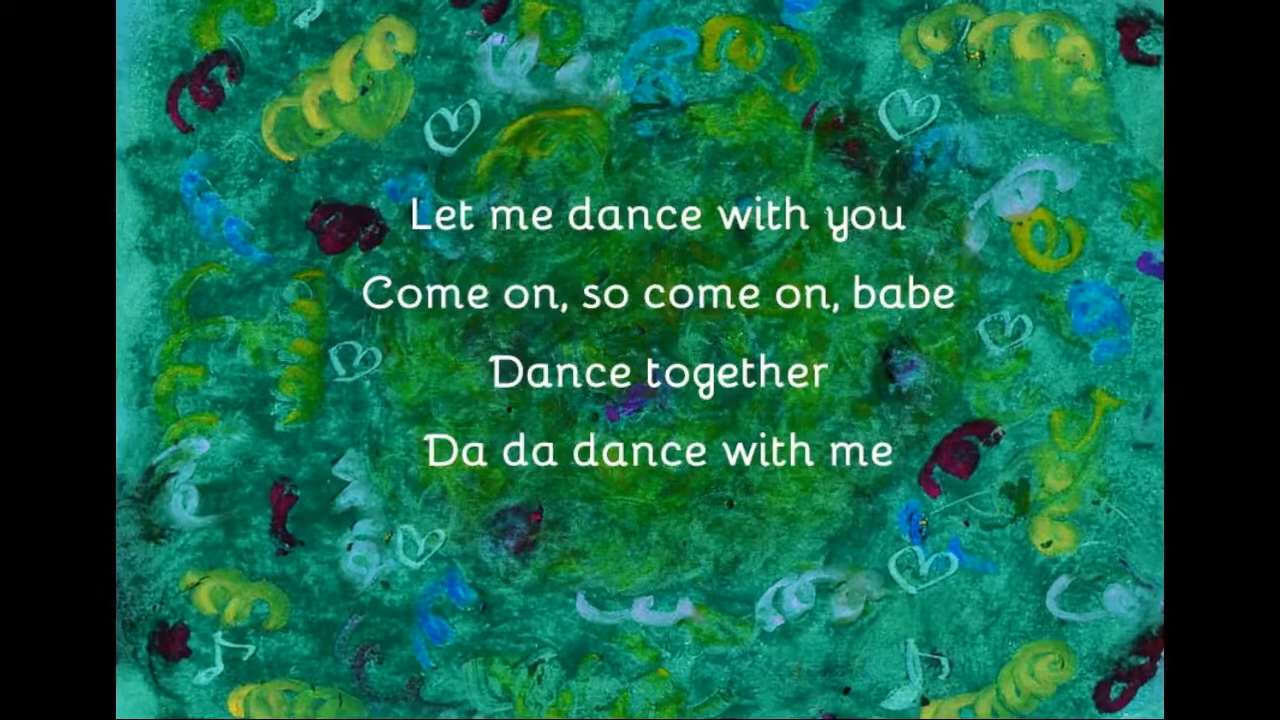 Let me dance with you
Come on, so come on, babe
Dance together
Da da dance with me